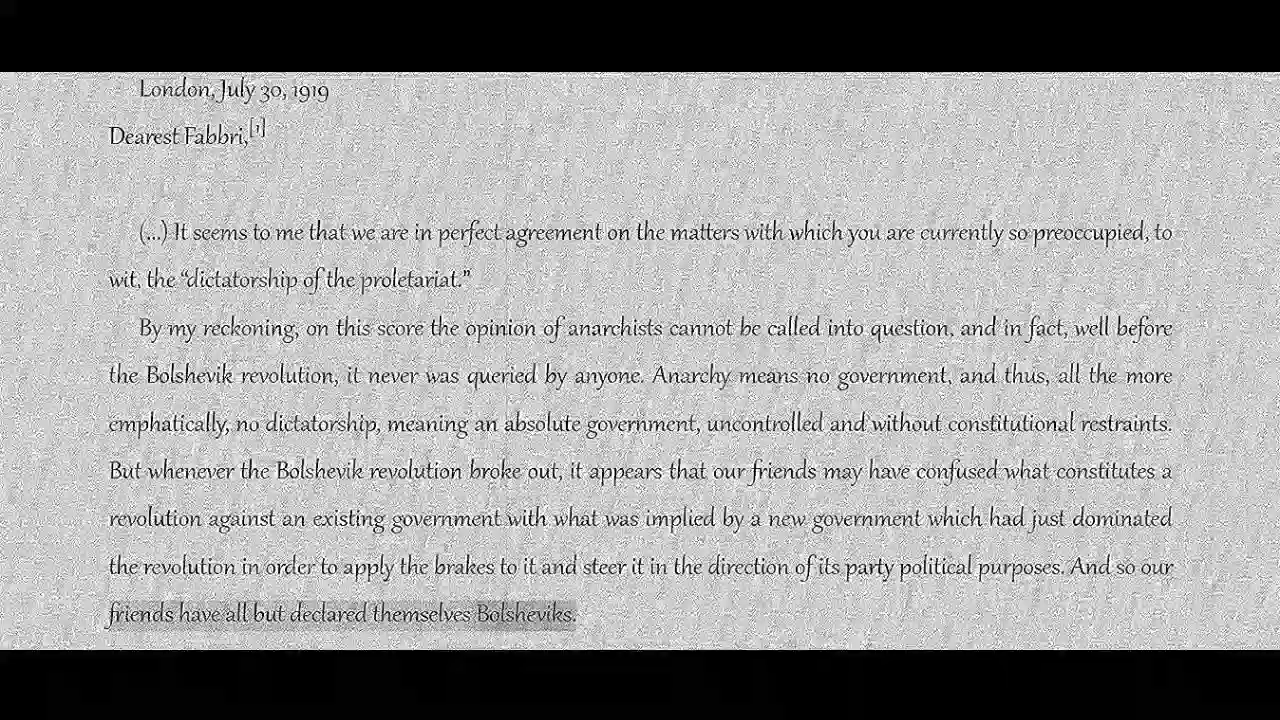 London, July 30, 1919
Dearest Fabbri,[1]
(...) It seems to me that we are in perfect agreement on the matters with which you are currently so preoccupied, to
wit, the “dictatorship of the proletariat.”
By my reckoning, on this score the opinion of anarchists cannot be called into question, and in fact, well before
the Bolshevik revolution, it never was queried by anyone. Anarchy means no government, and thus, all the more
emphatically, no dictatorship, meaning an absolute government, uncontrolled and without constitutional restraints.
But whenever the Bolshevik revolution broke out, it appears that our friends may have confused what constitutes a
revolution against an existing government with what was implied by a new government which had just dominated
the revolution in order to apply the brakes to it and steer it in the direction of its party political purposes. And so our
friends have all but declared themselves Bolsheviks.